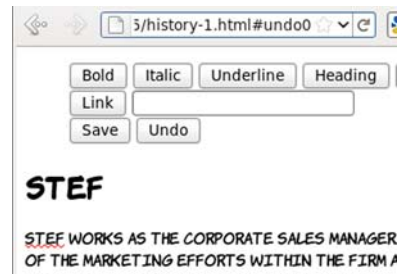 5/history-1.html#undo0
Bold Italic Underline Heading
Link
Save Undo
STEF
STEF WORKS AS THE CORPORATE SALES MANAGER
OF THE MARKETING EFFORTS WITHIN THE FIRM A